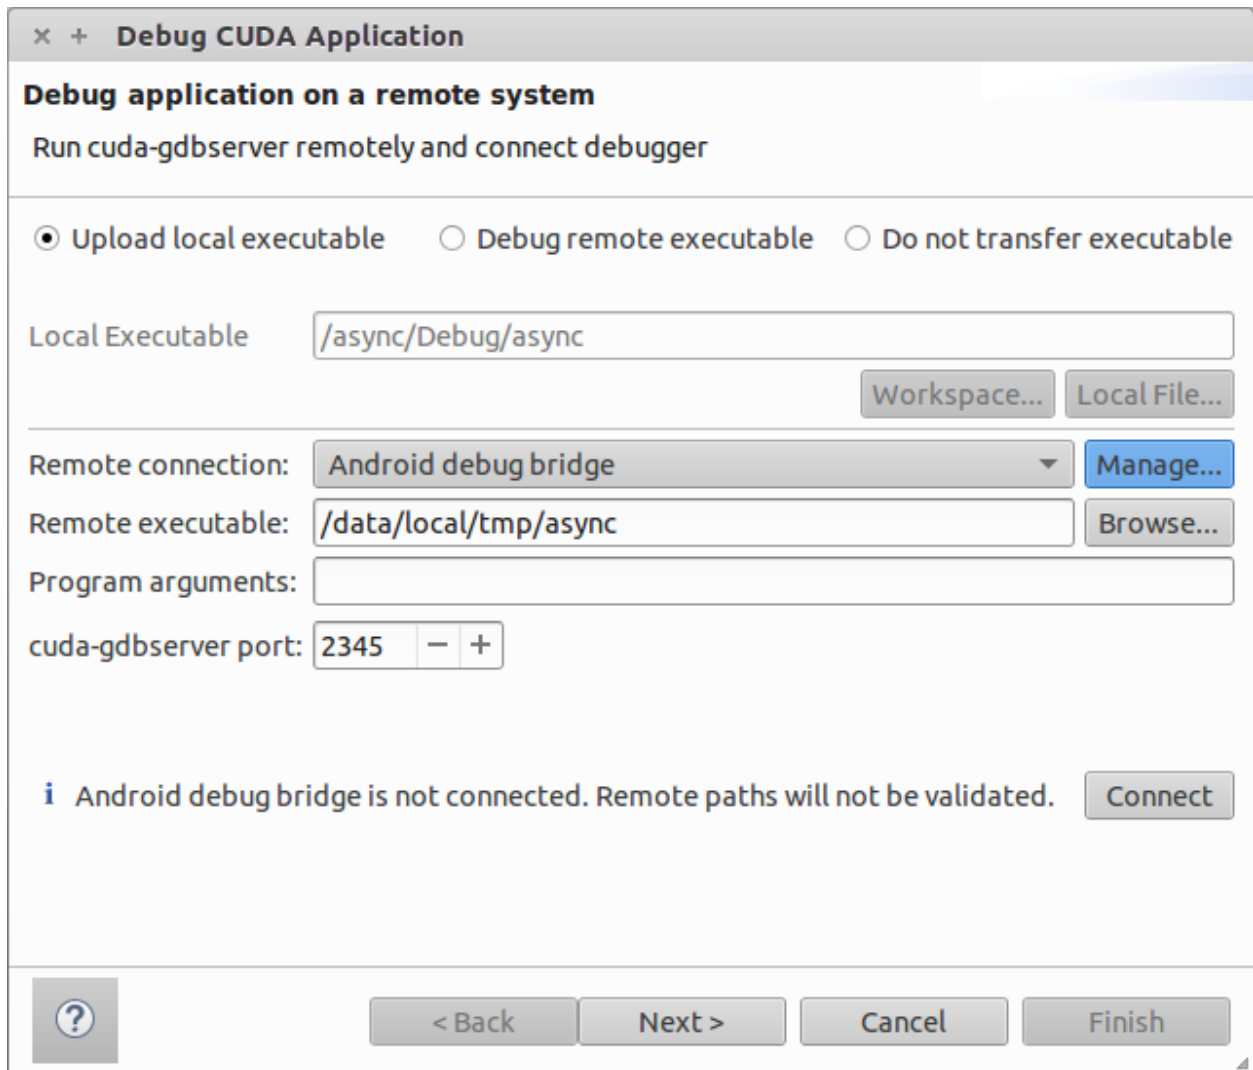 Debug CUDA Application
Debug application on a remote system
Run cuda-gdbserver remotely and connect debugger
Upload local executable Debug remote executable Do not transfer executable
Local Executable /async/Debug/async
Workspace... Local File...
Remote connection: Android debug bridge Manage...
Remote executable: /data/local/tmp/async Browse...
Program arguments:
cuda-gdbserver port: 2345 − +
i Android debug bridge is not connected. Remote paths will not be validated. Connect
? < Back Next > Cancel Finish